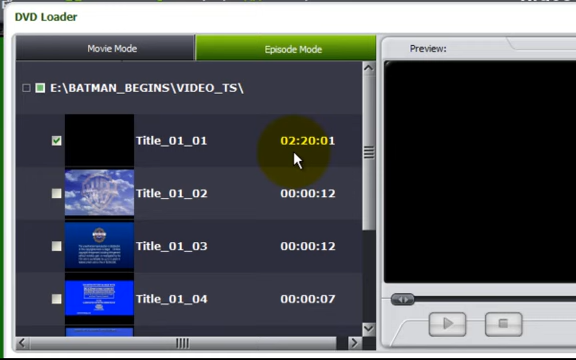 DVD Loader
Movie Mode
Episode Mode
Preview:
E:\BATMAN_BEGINS\VIDEO_TS\
Title_01_01 02:20:01
Title_01_02 00:00:12
Title_01_03 00:00:12
Title_01_04 00:00:07